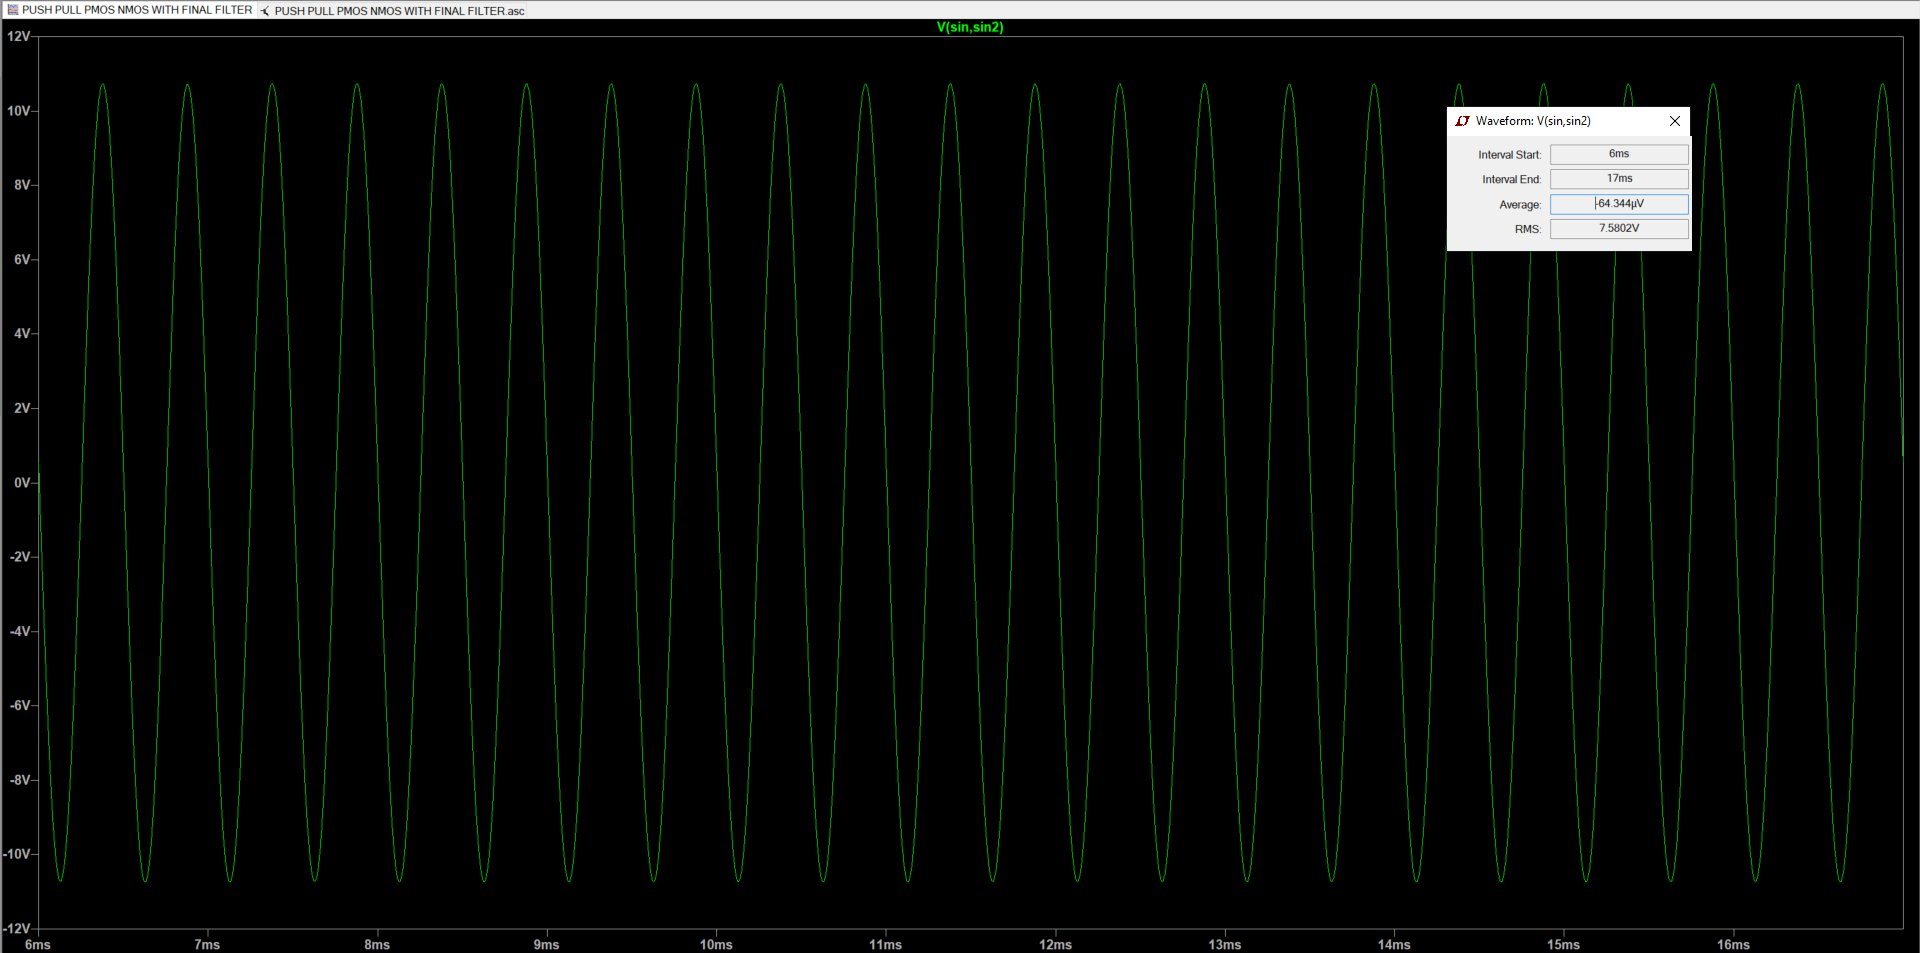 PUSH PULL PMOS NMOS WITH FINAL FILTER
PUSH PULL PMOS NMOS WITH FINAL FILTER.asc
V(sin,sin2)
12V
10V
8V
6V
4V
2V
0V
-2V
-4V
-6V
-8V
-10V
-12V
Waveform: V(sin,sin2)
Interval Start: 6ms
Interval End: 17ms
Average: -64.344µV
RMS: 7.5802V
6ms 7ms 8ms 9ms 10ms 11ms 12ms 13ms 14ms 15ms 16ms